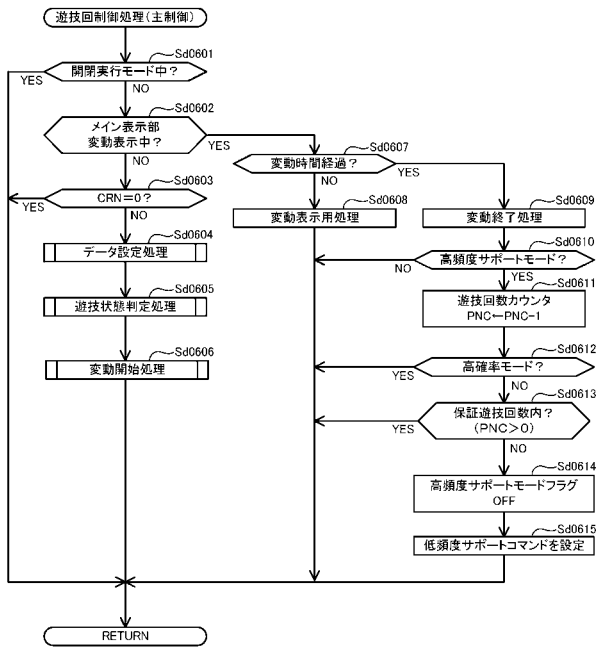 遊技回制御処理(主制御)
Sd0601
開閉実行モード中?
YES
NO
Sd0602
メイン表示部
変動表示中?
YES
NO
Sd0603
CRN=0?
YES
NO
Sd0604
データ設定処理
Sd0605
遊技状態判定処理
Sd0606
変動開始処理
Sd0607
変動時間経過?
YES
NO
Sd0608
変動表示用処理
Sd0609
変動終了処理
Sd0610
高頻度サポートモード?
NO
YES
Sd0611
遊技回数カウンタ
PNC←PNC-1
Sd0612
高確率モード?
YES
NO
Sd0613
保証遊技回数内?
(PNC>0)
YES
NO
Sd0614
高頻度サポートモードフラグ
OFF
Sd0615
低頻度サポートコマンドを設定
RETURN